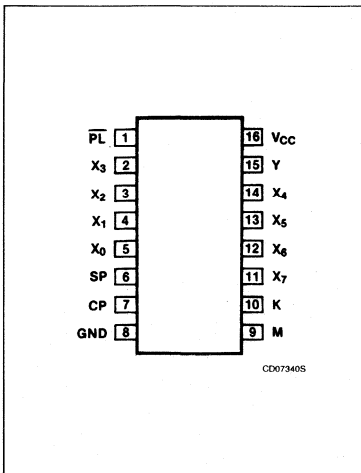 PL 1 16 VCC
X3 2 15 Y
X2 3 14 X4
X1 4 13 X5
X0 5 12 X6
SP 6 11 X7
CP 7 10 K
GND 8 9 M
CD07340S